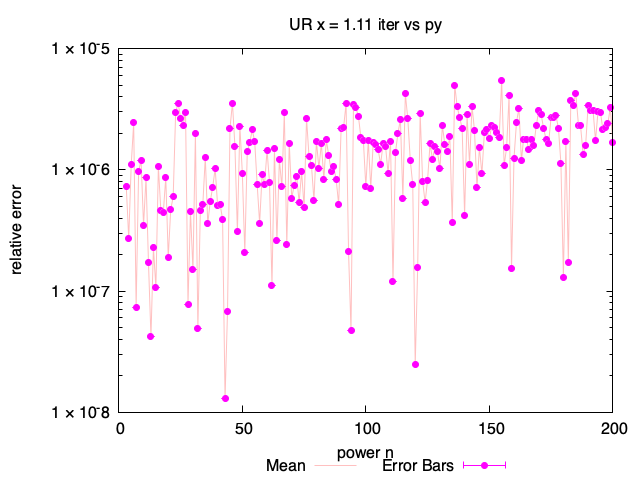 UR x = 1.11 iter vs py
1 × 10^-5
1 × 10^-6
1 × 10^-7
1 × 10^-8
relative error
0 50 100 150 200
power n
Mean Error Bars